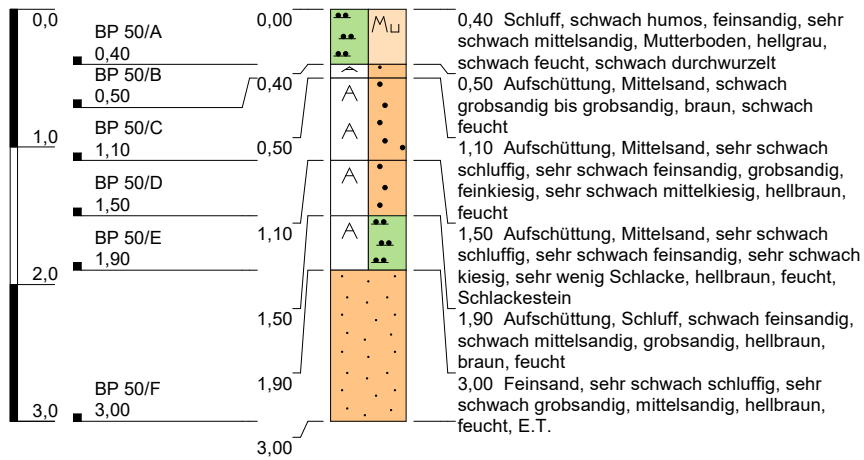 0,0
1,0
2,0
3,0
BP 50/A
0,40
BP 50/B
0,50
BP 50/C
1,10
BP 50/D
1,50
BP 50/E
1,90
BP 50/F
3,00
0,00
0,40
0,50
1,10
1,50
1,90
3,00
Mu
A
A
A
A
A
0,40 Schluff, schwach humos, feinsandig, sehr
schwach mittelsandig, Mutterboden, hellgrau,
schwach feucht, schwach durchwurzelt
0,50 Aufschüttung, Mittelsand, schwach
grobsandig bis grobsandig, braun, schwach
feucht
1,10 Aufschüttung, Mittelsand, sehr schwach
schluffig, sehr schwach feinsandig, grobsandig,
feinkiesig, sehr schwach mittelkiesig, hellbraun,
feucht
1,50 Aufschüttung, Mittelsand, sehr schwach
schluffig, sehr schwach feinsandig, sehr schwach
kiesig, sehr wenig Schlacke, hellbraun, feucht,
Schlackestein
1,90 Aufschüttung, Schluff, schwach feinsandig,
schwach mittelsandig, grobsandig, hellbraun,
braun, feucht
3,00 Feinsand, sehr schwach schluffig, sehr
schwach grobsandig, mittelsandig, hellbraun,
feucht, E.T.